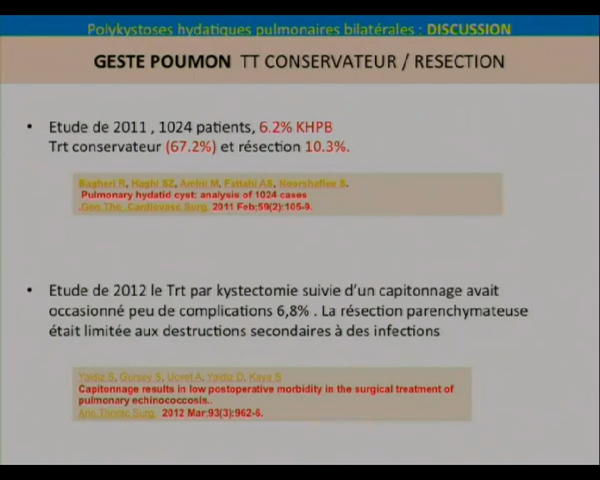 Polykystoses hydatiques pulmonaires bilatérales : DISCUSSION
GESTE POUMON TT CONSERVATEUR / RESECTION
• Etude de 2011 , 1024 patients, 6.2% KHPB
Trt conservateur (67.2%) et résection 10.3%.
Bagheri R, Haghi SZ, Amini M, Fattahi AS, Noorshafiee S.
Pulmonary hydatid cyst: analysis of 1024 cases
.Gen Tho .Cardiovasc Surg. 2011 Feb;59(2):105-9.
• Etude de 2012 le Trt par kystectomie suivie d'un capitonnage avait
occasionné peu de complications 6,8% . La résection parenchymateuse
était limitée aux destructions secondaires à des infections
Yaldiz S, Gursoy S, Ucvet A, Yaldiz D, Kaya S
Capitonnage results in low postoperative morbidity in the surgical treatment of
pulmonary echinococcosis..
Ann Thorac Surg. 2012 Mar;93(3):962-6.